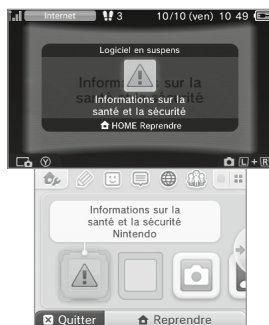 Internet 3 10/10 (ven) 10 49
Logiciel en suspens
Informations sur la
santé et la sécurité
HOME Reprendre
Y L + R
Informations sur la
santé et la sécurité
Nintendo
Quitter Reprendre